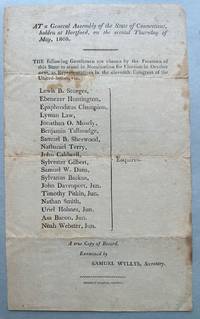 AT a General Assembly of the State of Connecticut,
holden at Hartford, on the second Thursday of
May, 1808.
THE following Gentlemen are chosen by the Freemen of
this State to stand in Nomination for Election in October
next, as Representatives in the eleventh Congress of the
United States, viz.
Lewis B. Sturges,
Ebenezer Huntington,
Epaphroditus Champion,
Lyman Law,
Jonathan O. Mosely,
Benjamin Tallmadge,
Samuel B. Sherwood,
Nathaniel Terry,
John Caldwell,
Sylvester Gilbert,
Samuel W. Dana,
Sylvanus Backus,
John Davenport, Jun.
Timothy Pitkin, Jun.
Nathan Smith,
Uriel Holmes, Jun.
Asa Bacon, Jun.
Noah Webster, Jun.
Esquires.
A true Copy of Record,
Examined by
SAMUEL WYLLYS, Secretary.